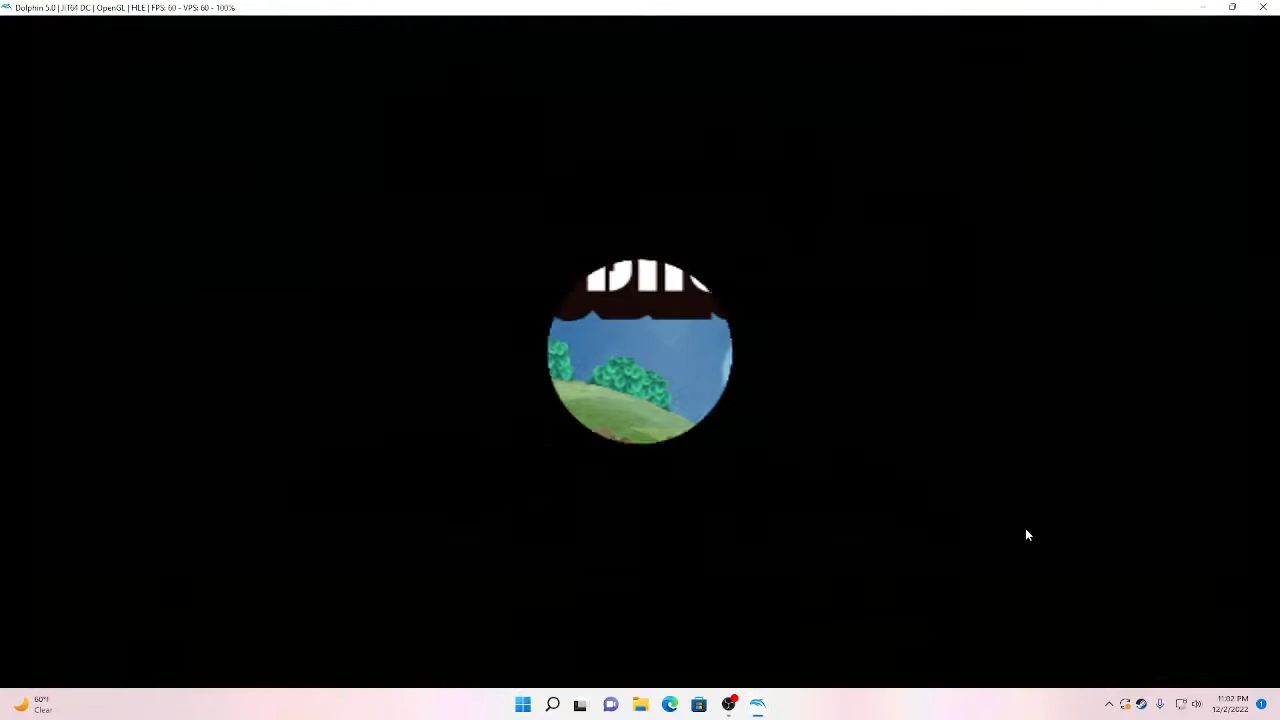 Dolphin 5.0 | JIT64 DC | OpenGL | HLE | FPS: 60 - VPS: 60 - 100%
60°F
Clear
11:02 PM
12/2/2022